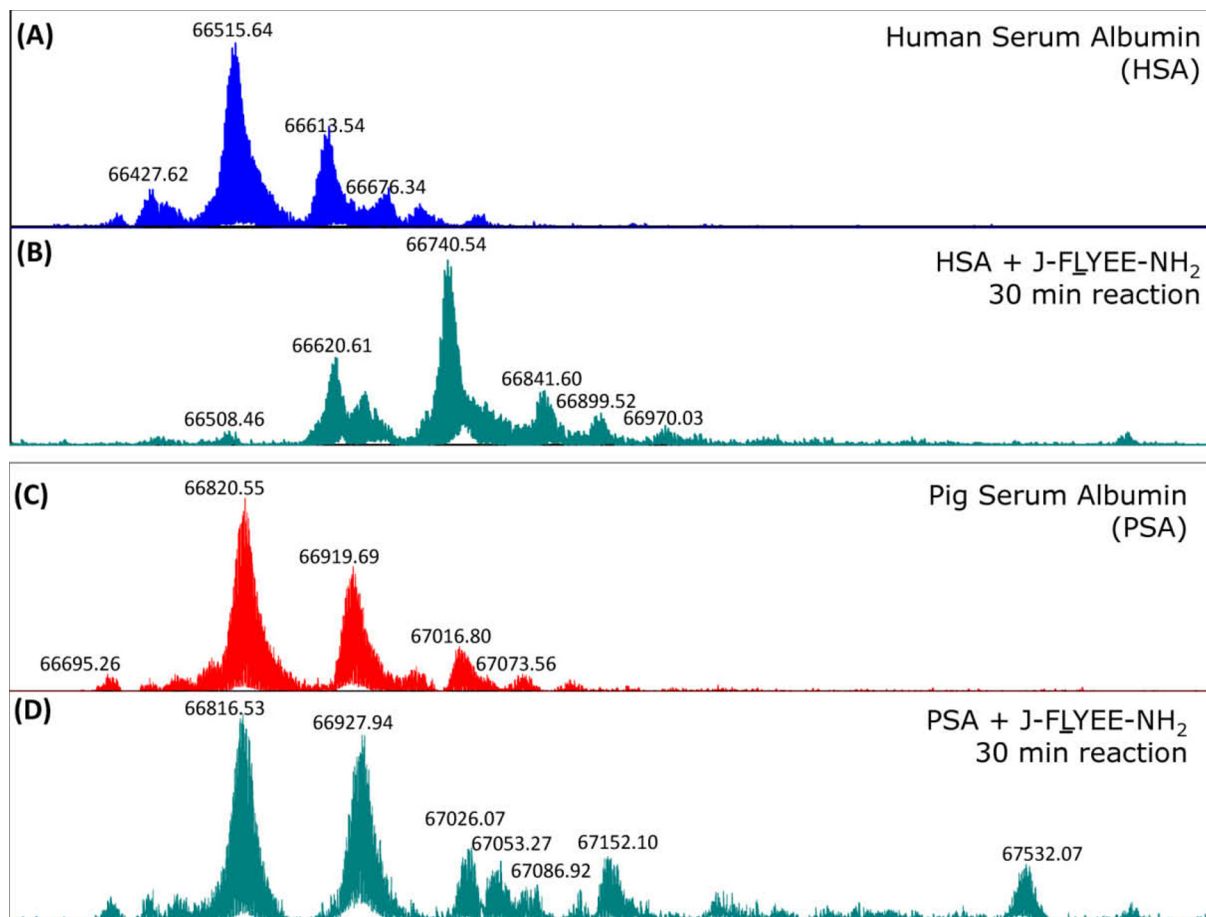 (A)
66515.64
Human Serum Albumin
(HSA)
66613.54
66427.62
66676.34
(B)
66740.54
HSA + J-FLYEE-NH₂
30 min reaction
66620.61
66841.60
66899.52
66508.46
66970.03
(C)
66820.55
Pig Serum Albumin
(PSA)
66919.69
67016.80
66695.26
67073.56
(D)
66816.53
66927.94
PSA + J-FLYEE-NH₂
30 min reaction
67026.07
67053.27
67152.10
67086.92
67532.07